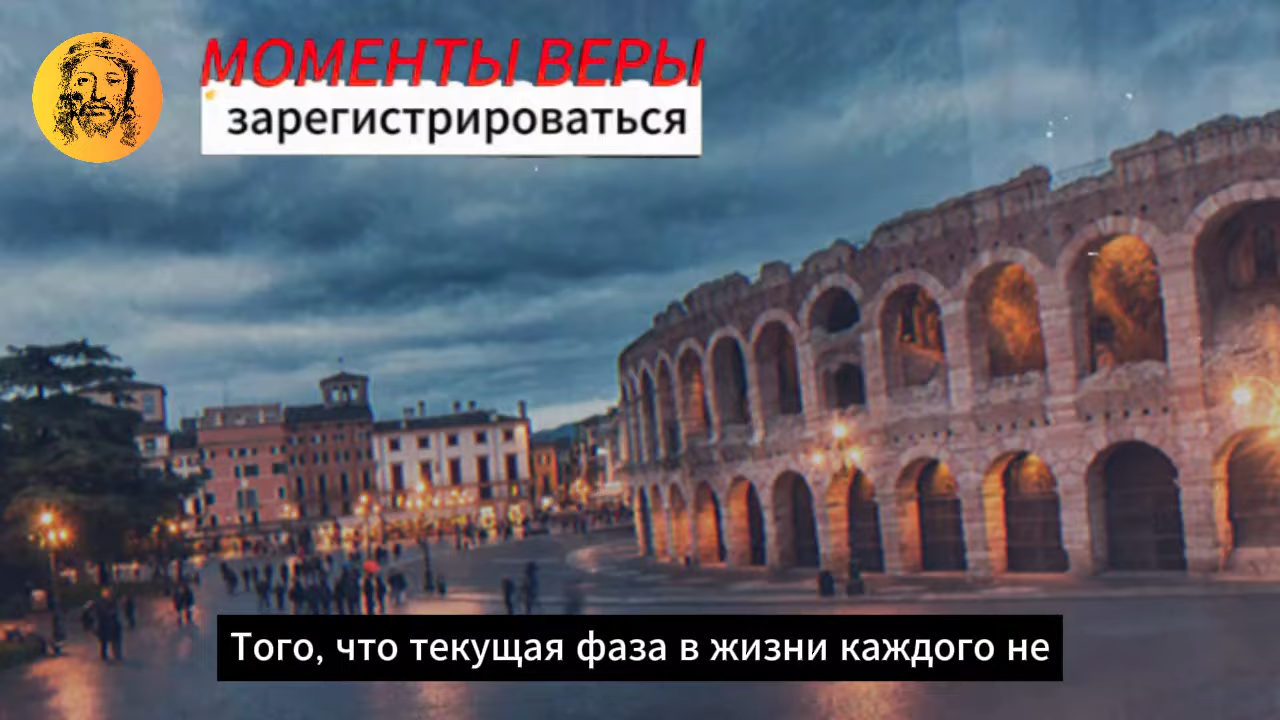 МОМЕНТЫ ВЕРЫ
зарегистрироваться
Того, что текущая фаза в жизни каждого не